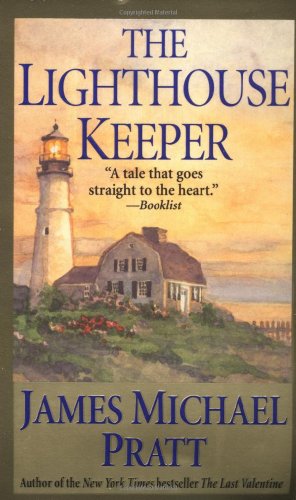 THE
LIGHTHOUSE
KEEPER
“A tale that goes
straight to the heart.”
—Booklist
JAMES MICHAEL
PRATT
Author of the New York Times bestseller The Last Valentine